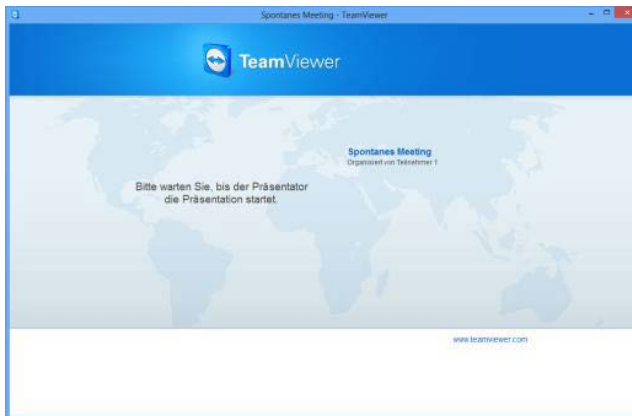 Spontanes Meeting - TeamViewer
TeamViewer
Spontanes Meeting
Organisiert von Teilnehmer 1
Bitte warten Sie, bis der Präsentator
die Präsentation startet.
www.teamviewer.com